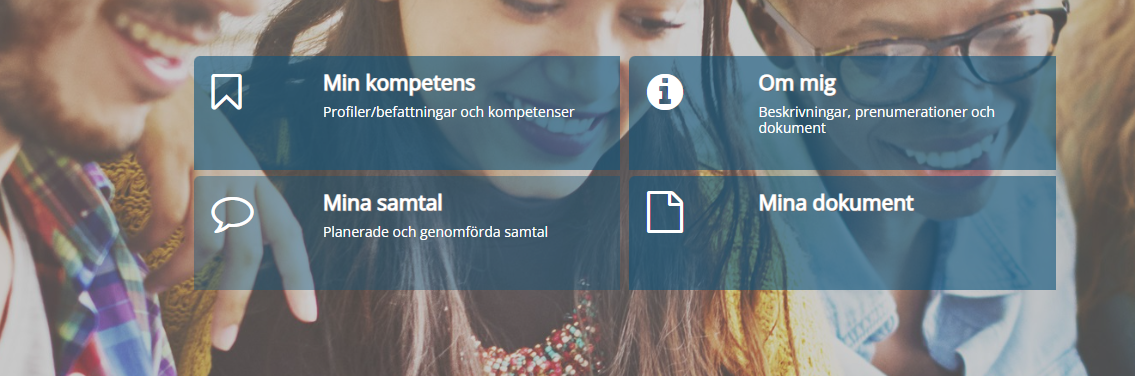 Min kompetens
Profiler/befattningar och kompetenser
Om mig
Beskrivningar, prenumerationer och
dokument
Mina samtal
Planerade och genomförda samtal
Mina dokument